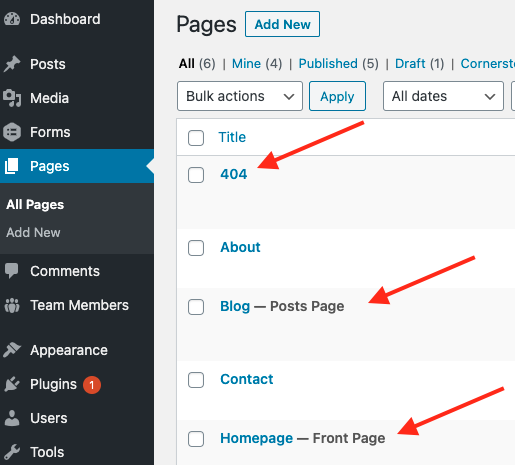 Dashboard
Posts
Media
Forms
Pages
All Pages
Add New
Comments
Team Members
Appearance
Plugins 1
Users
Tools
Pages Add New
All (6) | Mine (4) | Published (5) | Draft (1) | Cornerst
Bulk actions Apply All dates
Title
404
About
Blog — Posts Page
Contact
Homepage — Front Page